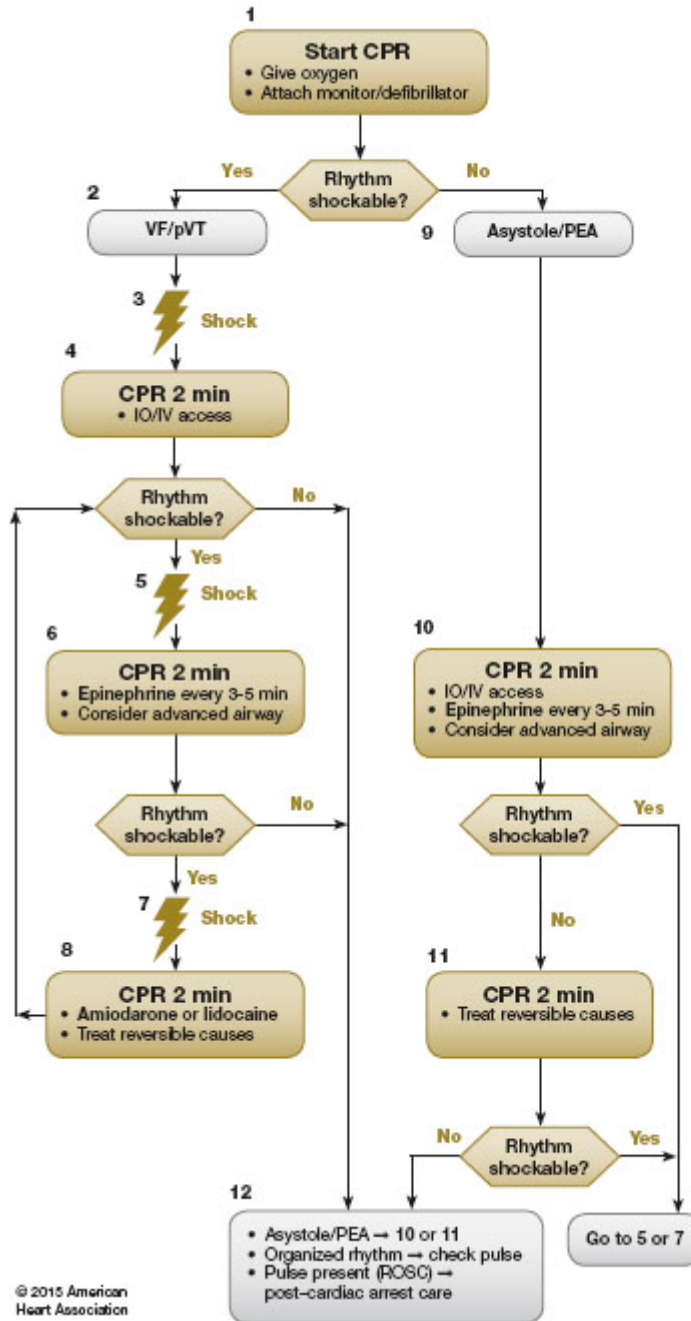 1
Start CPR
• Give oxygen
• Attach monitor/defibrillator
Rhythm
shockable?
Yes
No
2
VF/pVT
9
Asystole/PEA
3
Shock
4
CPR 2 min
• IO/IV access
Rhythm
shockable?
No
Yes
5
Shock
6
CPR 2 min
• Epinephrine every 3-5 min
• Consider advanced airway
10
CPR 2 min
• IO/IV access
• Epinephrine every 3-5 min
• Consider advanced airway
Rhythm
shockable?
No
Yes
Rhythm
shockable?
Yes
No
7
Shock
8
CPR 2 min
• Amiodarone or lidocaine
• Treat reversible causes
11
CPR 2 min
• Treat reversible causes
No
Rhythm
shockable?
Yes
12
• Asystole/PEA → 10 or 11
• Organized rhythm → check pulse
• Pulse present (ROSC) →
post–cardiac arrest care
Go to 5 or 7
© 2015 American
Heart Association